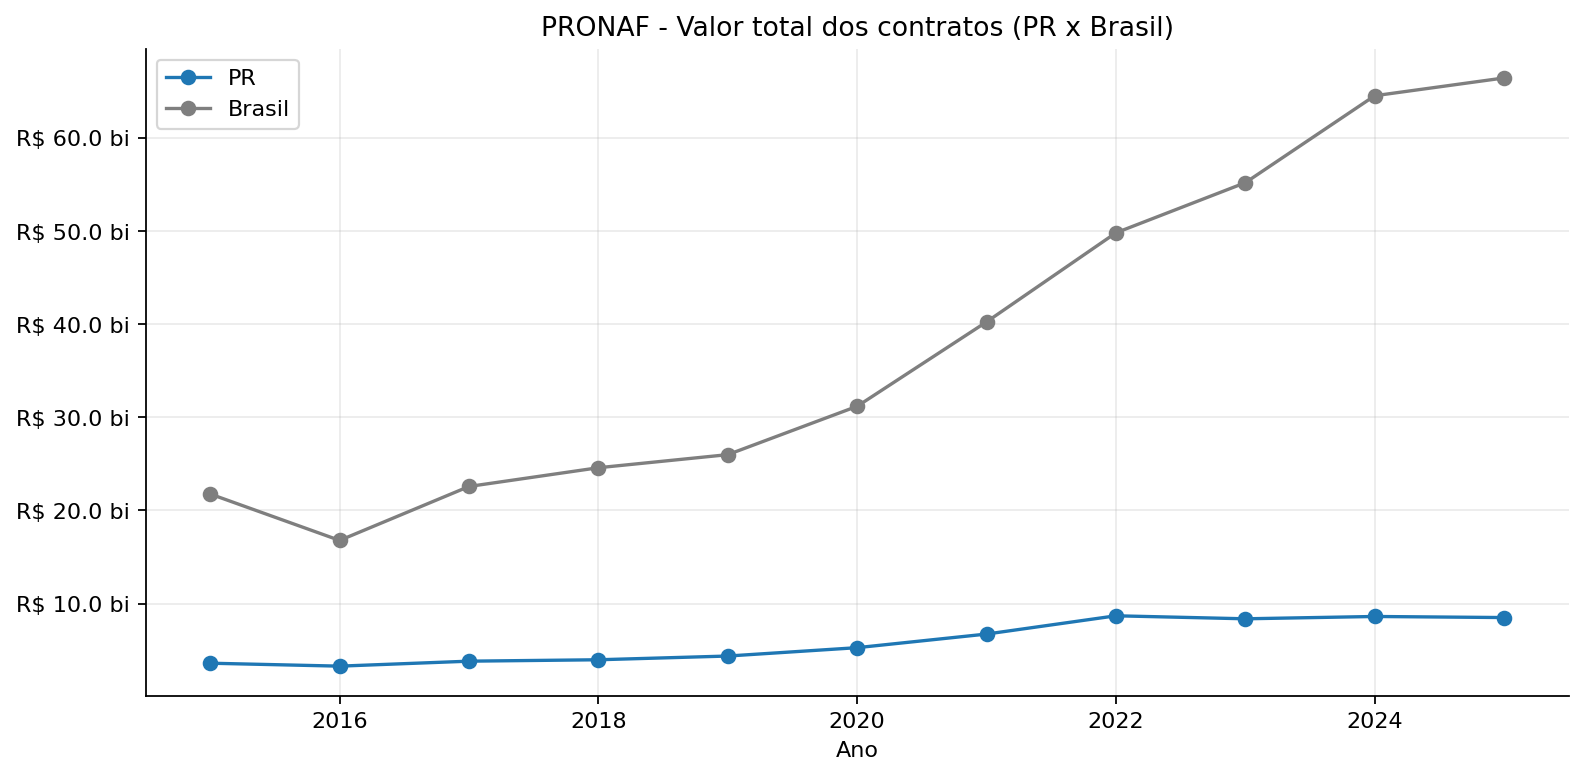 PRONAF - Valor total dos contratos (PR x Brasil)
PR
Brasil
R$ 60.0 bi
R$ 50.0 bi
R$ 40.0 bi
R$ 30.0 bi
R$ 20.0 bi
R$ 10.0 bi
2016 2018 2020 2022 2024
Ano